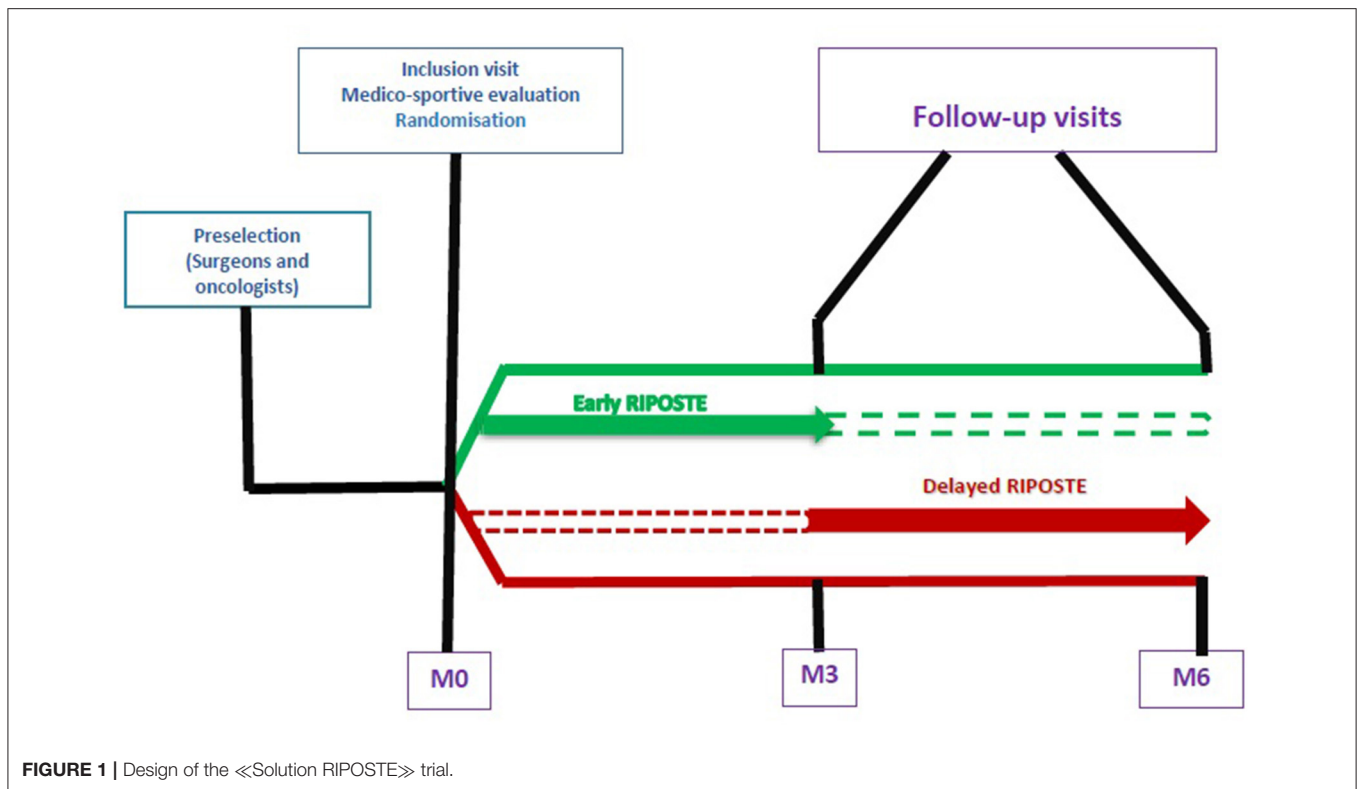 Inclusion visit
Medico-sportive evaluation
Randomisation
Follow-up visits
Preselection
(Surgeons and
oncologists)
Early RIPOSTE
Delayed RIPOSTE
M0
M3
M6
FIGURE 1 | Design of the ≪Solution RIPOSTE≫ trial.